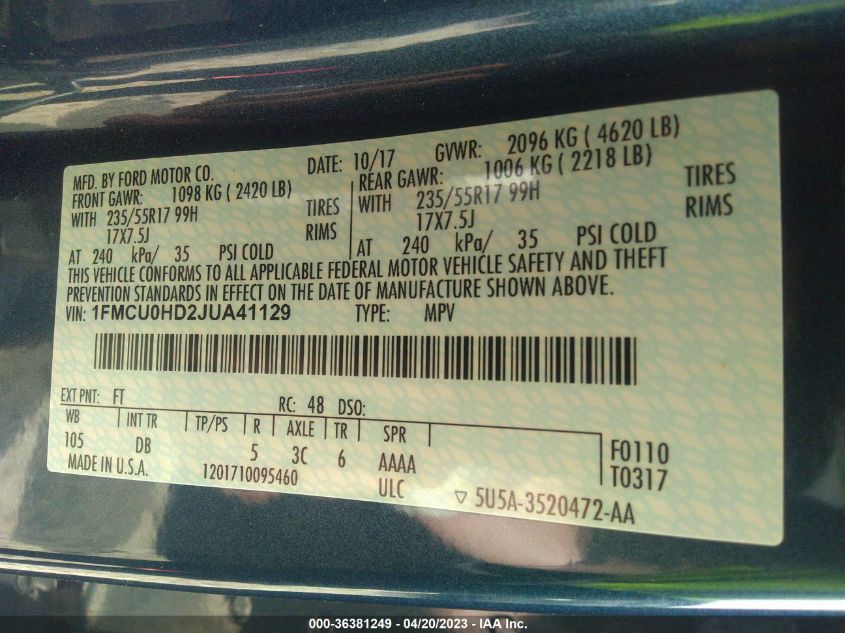 MFD. BY FORD MOTOR CO. DATE: 10/17 GVWR: 2096 KG ( 4620 LB)
FRONT GAWR: 1098 KG ( 2420 LB) REAR GAWR: 1006 KG ( 2218 LB)
WITH 235/55R17 99H TIRES WITH 235/55R17 99H TIRES
17X7.5J RIMS 17X7.5J RIMS
AT 240 kPa/ 35 PSI COLD AT 240 kPa/ 35 PSI COLD
THIS VEHICLE CONFORMS TO ALL APPLICABLE FEDERAL MOTOR VEHICLE SAFETY AND THEFT
PREVENTION STANDARDS IN EFFECT ON THE DATE OF MANUFACTURE SHOWN ABOVE.
VIN: 1FMCU0HD2JUA41129 TYPE: MPV
EXT PNT: FT RC: 48 DSO:
WB INT TR TP/PS R AXLE TR SPR
105 DB 5 3C 6 AAAA F0110
MADE IN U.S.A. 1201710095460 ULC T0317
▽ 5U5A-3520472-AA
000-36381249 - 04/20/2023 - IAA Inc.